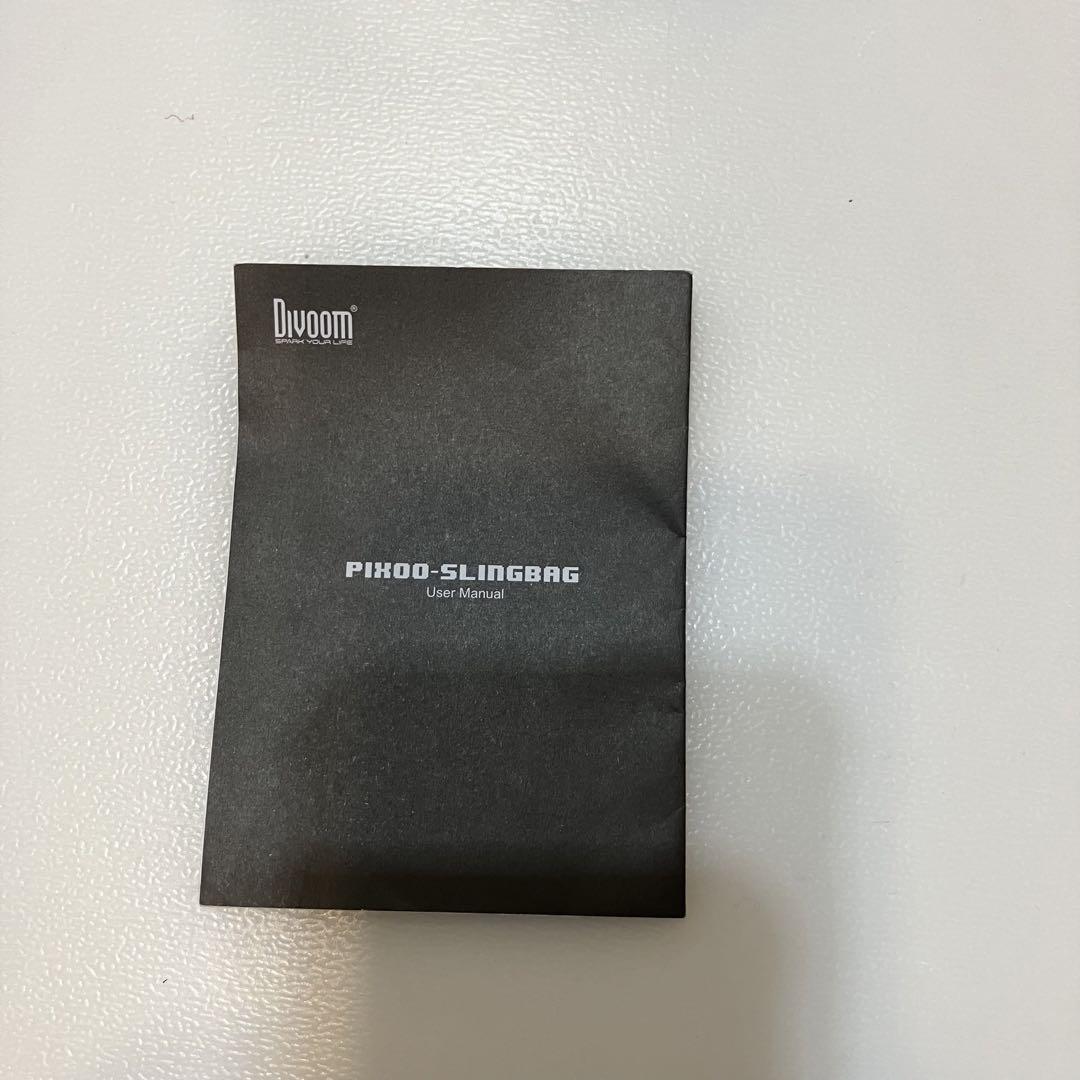 Divoom®
SPARK YOUR LIFE
PIXOO-SLINGBAG
User Manual